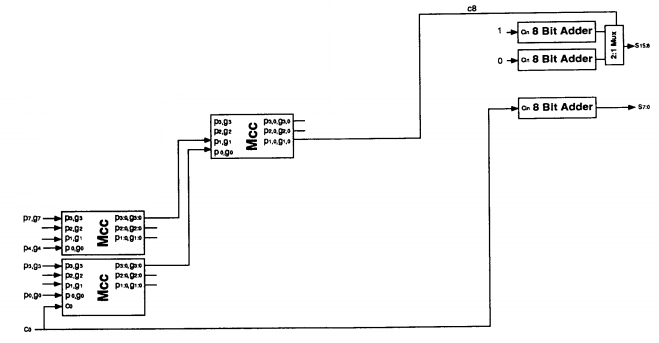 c8
1 Cin 8 Bit Adder
0 Cin 8 Bit Adder
2:1 Mux
S15:8
Cin 8 Bit Adder
S7:0
p3,g3 p3,0,g3,0
p2,g2 p2,0,g2,0
p1,g1 p1,0,g1,0
p0,g0
Mcc
p7,g7 p3,g3 p3:0,g3:0
p2,g2 p2:0,g2:0
p1,g1 p1:0,g1:0
p4,g4 p0,g0
Mcc
p3,g3 p3,g3 p3:0,g3:0
p2,g2 p2:0,g2:0
p1,g1 p1:0,g1:0
p0,g0 p0,g0
Mcc
C0
C0